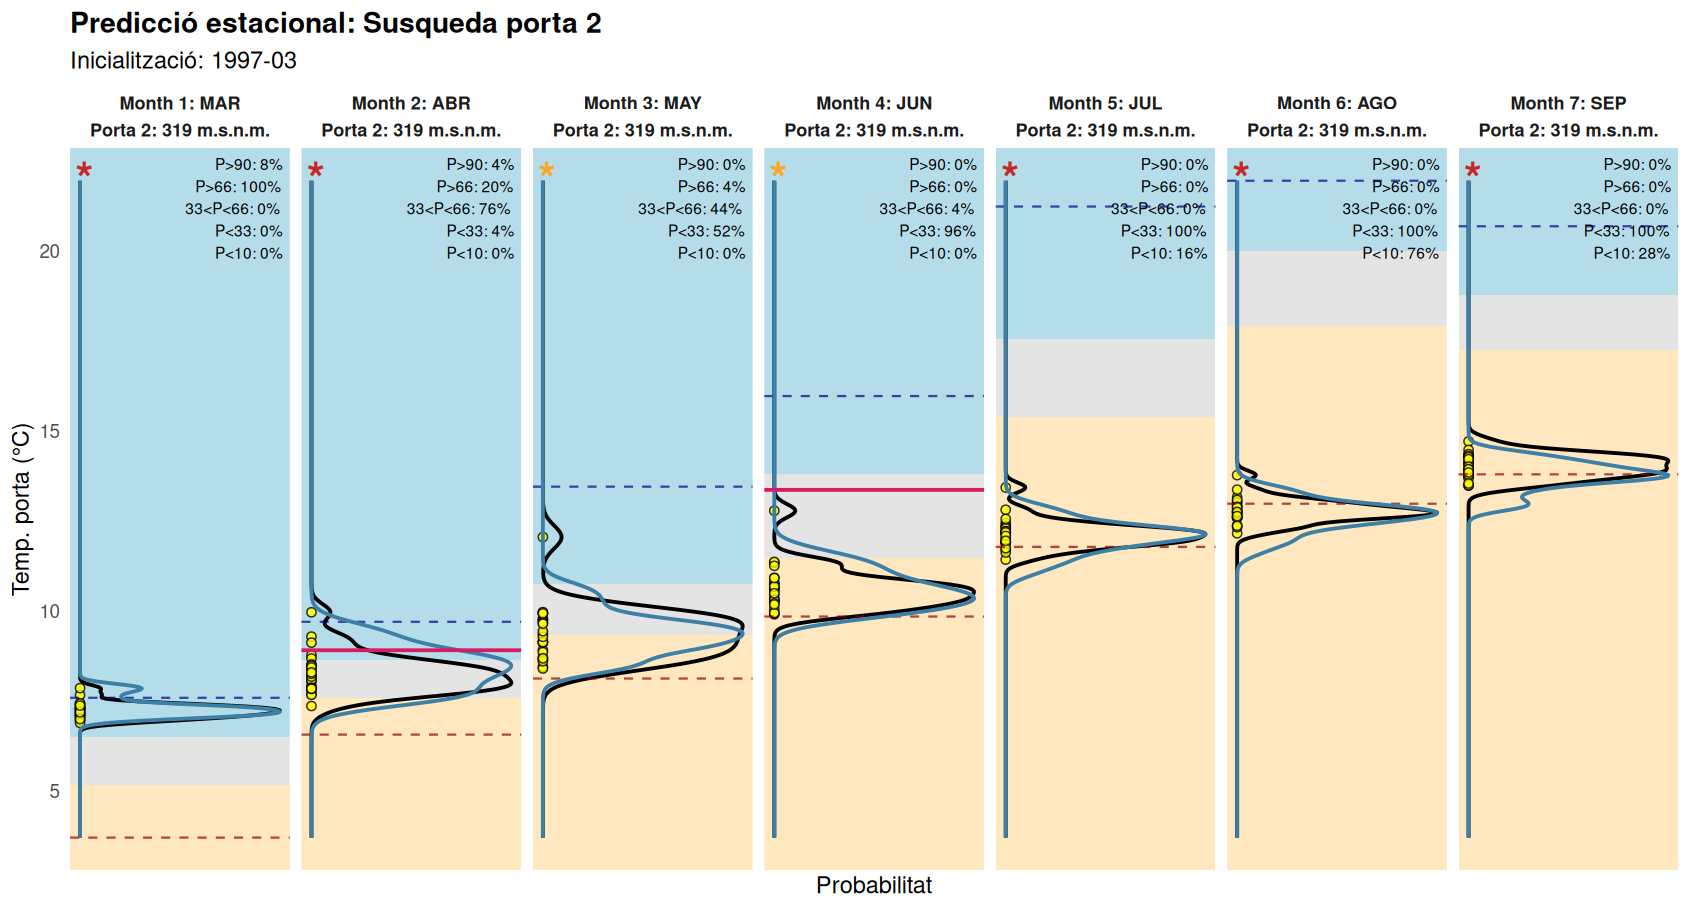 Predicció estacional: Susqueda porta 2
Inicialització: 1997-03
Month 1: MAR
Porta 2: 319 m.s.n.m.
Month 2: ABR
Porta 2: 319 m.s.n.m.
Month 3: MAY
Porta 2: 319 m.s.n.m.
Month 4: JUN
Porta 2: 319 m.s.n.m.
Month 5: JUL
Porta 2: 319 m.s.n.m.
Month 6: AGO
Porta 2: 319 m.s.n.m.
Month 7: SEP
Porta 2: 319 m.s.n.m.
*
P>90: 8%
P>66: 100%
33<P<66: 0%
P<33: 0%
P<10: 0%
*
P>90: 4%
P>66: 20%
33<P<66: 76%
P<33: 4%
P<10: 0%
*
P>90: 0%
P>66: 4%
33<P<66: 44%
P<33: 52%
P<10: 0%
*
P>90: 0%
P>66: 0%
33<P<66: 4%
P<33: 96%
P<10: 0%
*
P>90: 0%
P>66: 0%
33<P<66: 0%
P<33: 100%
P<10: 16%
*
P>90: 0%
P>66: 0%
33<P<66: 0%
P<33: 100%
P<10: 76%
*
P>90: 0%
P>66: 0%
33<P<66: 0%
P<33: 100%
P<10: 28%
20
15
10
5
Temp. porta (°C)
Probabilitat